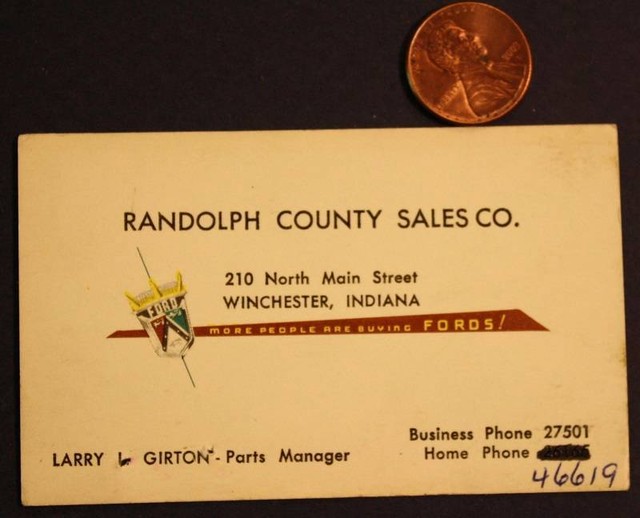 RANDOLPH COUNTY SALES CO.
210 North Main Street
WINCHESTER, INDIANA
FORD
MORE PEOPLE ARE BUYING FORDS!
Business Phone 27501
LARRY L. GIRTON - Parts Manager
Home Phone
46619